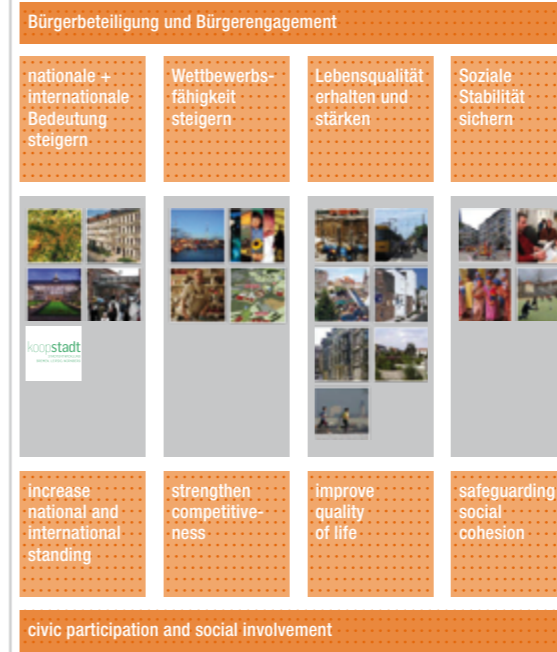 Bürgerbeteiligung und Bürgerengagement
nationale +
internationale
Bedeutung
steigern
Wettbewerbs-
fähigkeit
steigern
Lebensqualität
erhalten und
stärken
Soziale
Stabilität
sichern
koopstadt
increase
national and
international
standing
strengthen
competitive-
ness
improve
quality
of life
safeguarding
social
cohesion
civic participation and social involvement